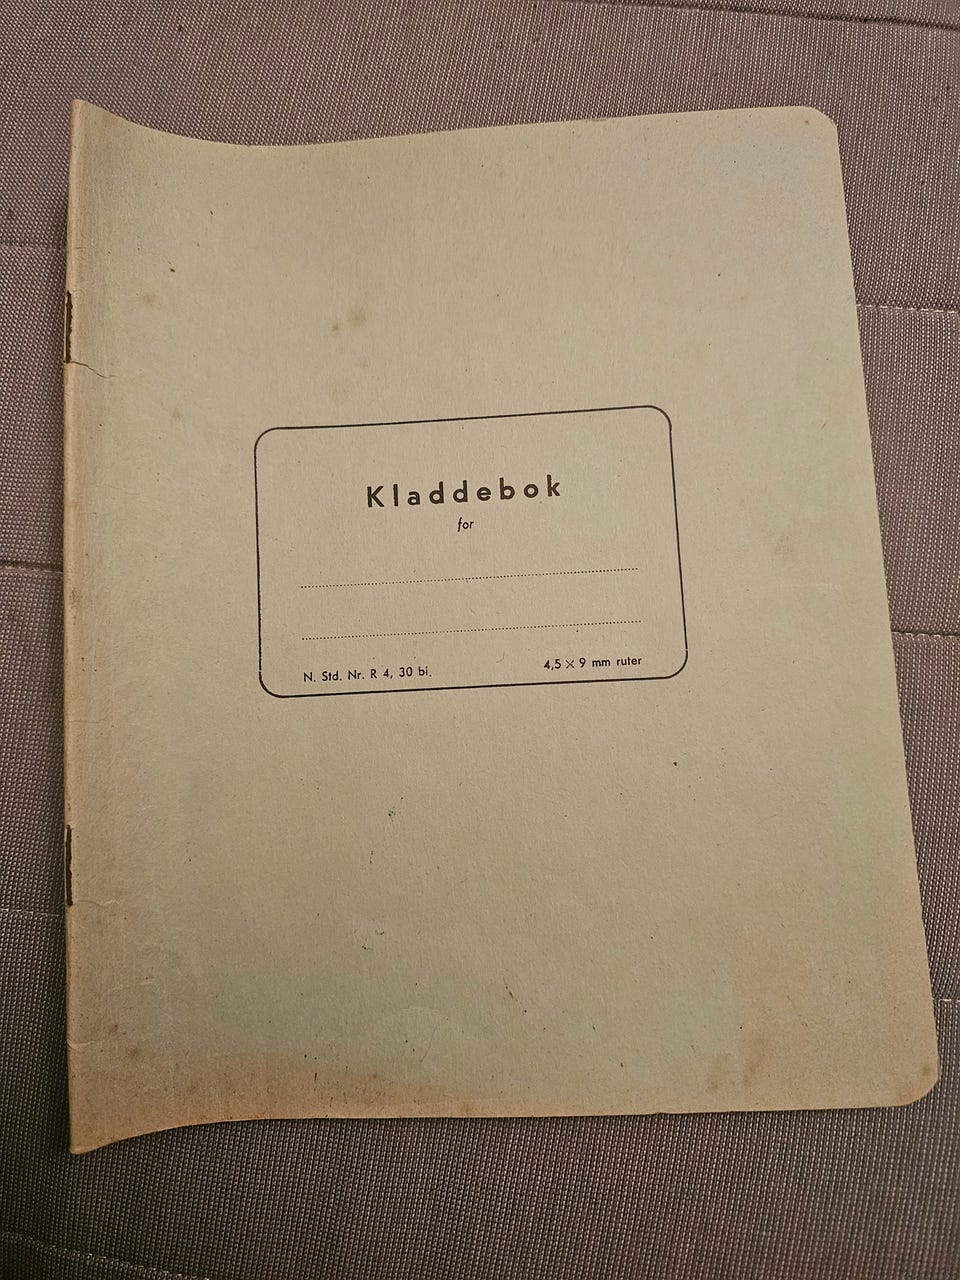 Kladdebok
for
N. Std. Nr. R 4, 30 bl. 4,5 × 9 mm ruter